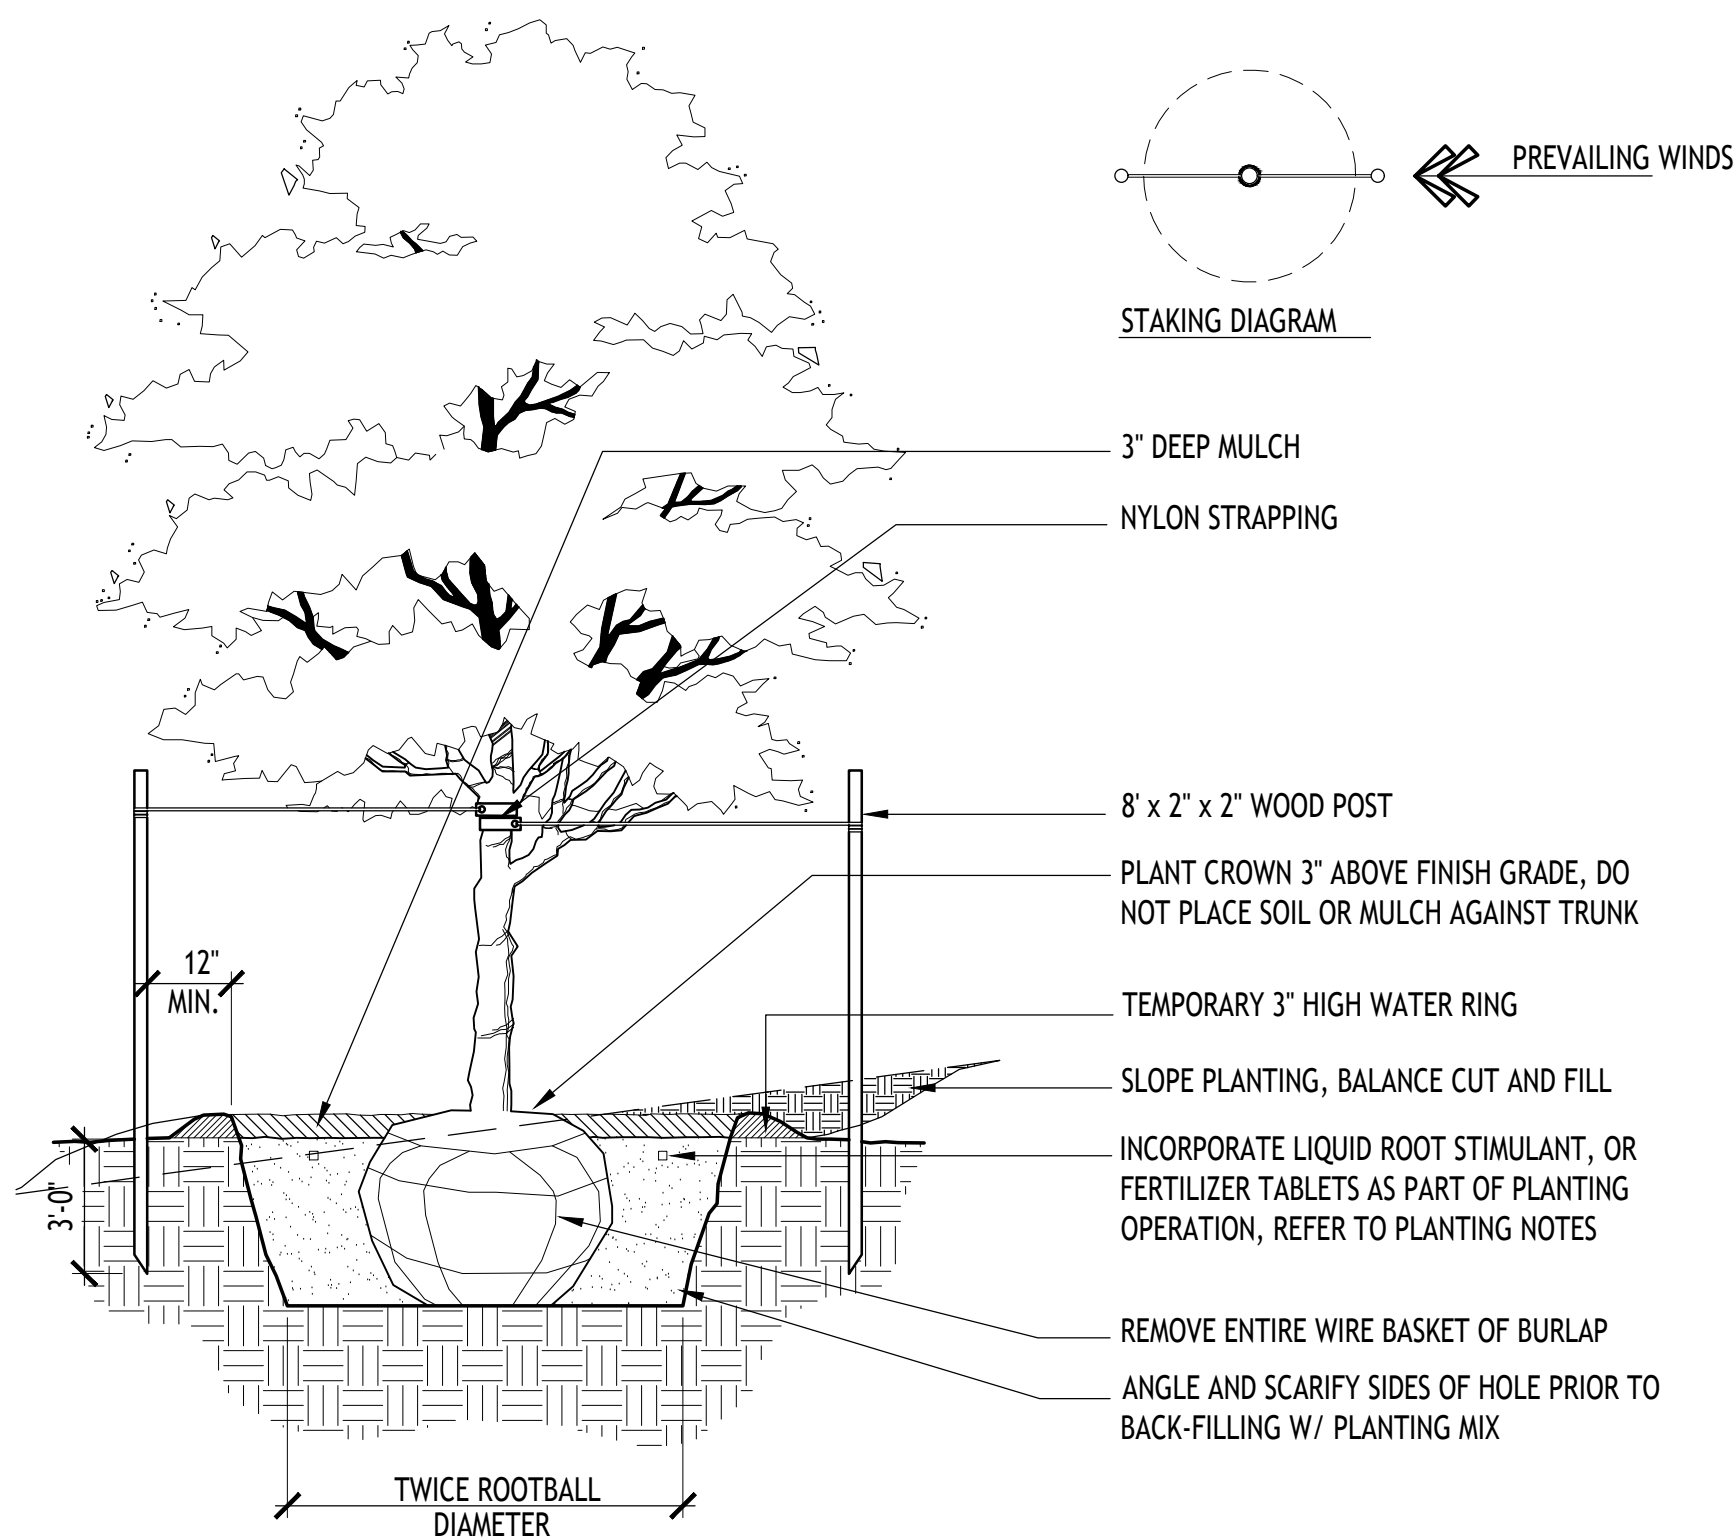 PREVAILING WINDS
STAKING DIAGRAM
3" DEEP MULCH
NYLON STRAPPING
8' x 2" x 2" WOOD POST
PLANT CROWN 3" ABOVE FINISH GRADE, DO
NOT PLACE SOIL OR MULCH AGAINST TRUNK
12"
MIN.
TEMPORARY 3" HIGH WATER RING
SLOPE PLANTING, BALANCE CUT AND FILL
3'-0"
INCORPORATE LIQUID ROOT STIMULANT, OR
FERTILIZER TABLETS AS PART OF PLANTING
OPERATION, REFER TO PLANTING NOTES
REMOVE ENTIRE WIRE BASKET OF BURLAP
ANGLE AND SCARIFY SIDES OF HOLE PRIOR TO
BACK-FILLING W/ PLANTING MIX
TWICE ROOTBALL
DIAMETER